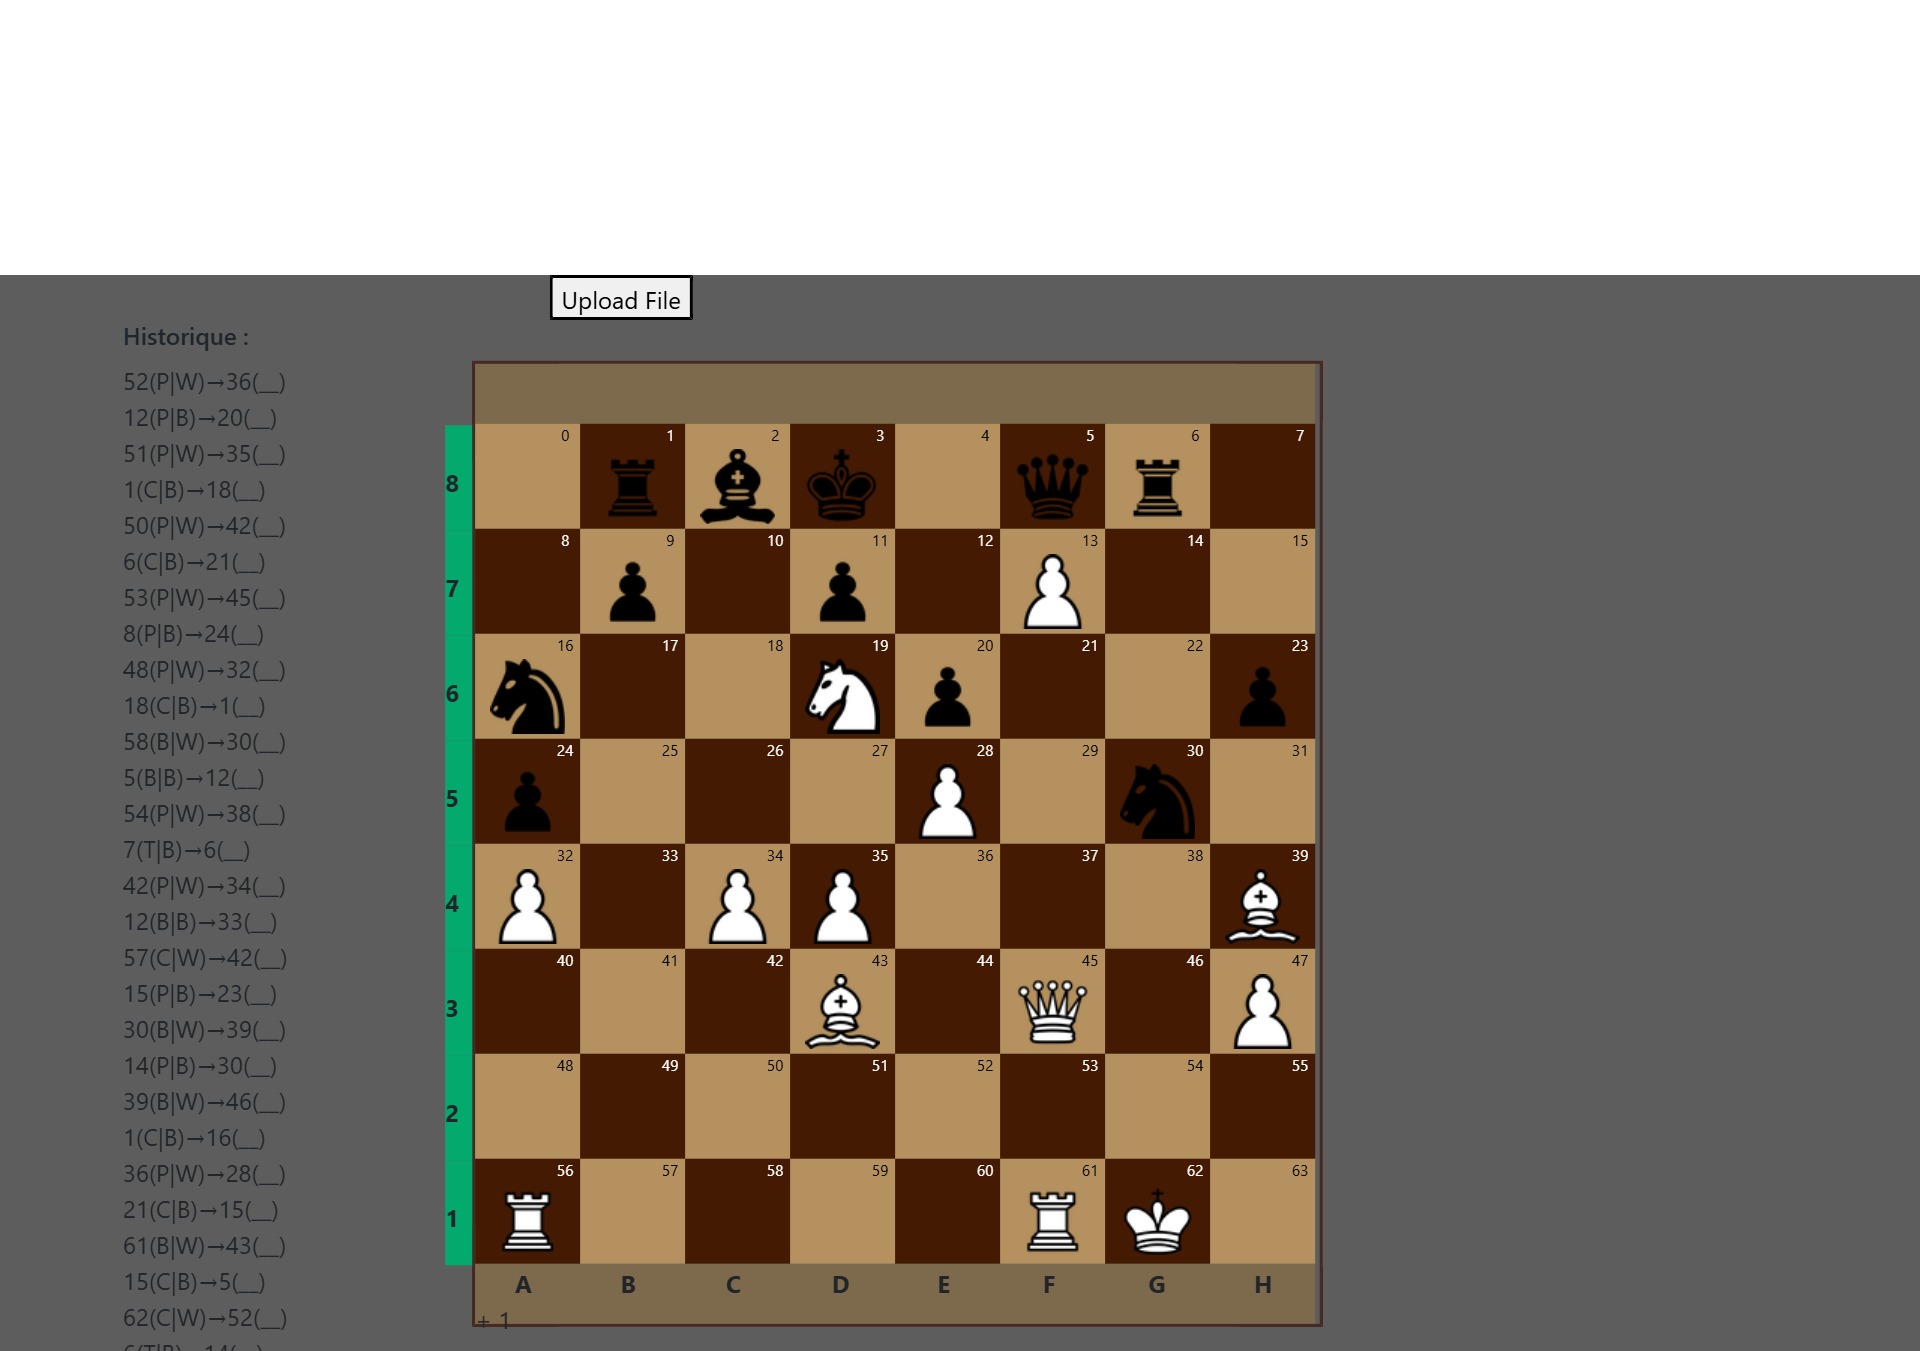 Upload File
Historique :
52(P|W)→36(__)
12(P|B)→20(__)
51(P|W)→35(__)
1(C|B)→18(__)
50(P|W)→42(__)
6(C|B)→21(__)
53(P|W)→45(__)
8(P|B)→24(__)
48(P|W)→32(__)
18(C|B)→1(__)
58(B|W)→30(__)
5(B|B)→12(__)
54(P|W)→38(__)
7(T|B)→6(__)
42(P|W)→34(__)
12(B|B)→33(__)
57(C|W)→42(__)
15(P|B)→23(__)
30(B|W)→39(__)
14(P|B)→30(__)
39(B|W)→46(__)
1(C|B)→16(__)
36(P|W)→28(__)
21(C|B)→15(__)
61(B|W)→43(__)
15(C|B)→5(__)
62(C|W)→52(__)
0 1 2 3 4 5 6 7
8
8 9 10 11 12 13 14 15
7
16 17 18 19 20 21 22 23
6
24 25 26 27 28 29 30 31
5
32 33 34 35 36 37 38 39
4
40 41 42 43 44 45 46 47
3
48 49 50 51 52 53 54 55
2
56 57 58 59 60 61 62 63
1
A B C D E F G H
+ 1